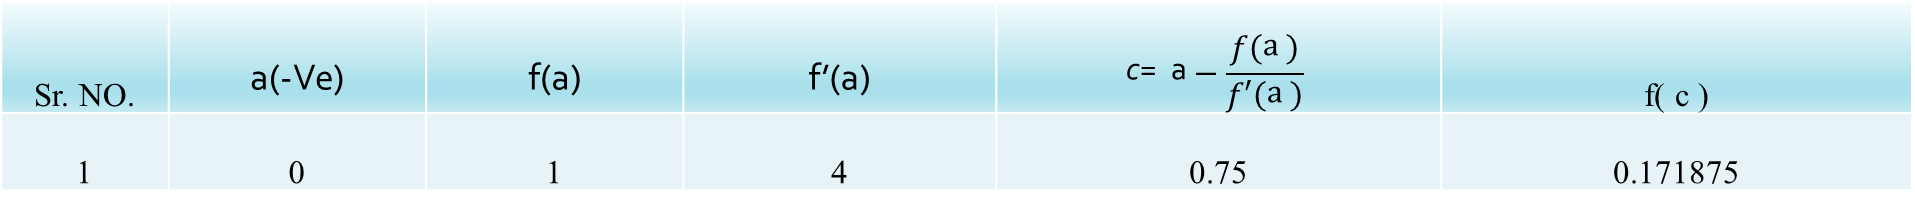 Sr. NO. a(-Ve) f(a) f′(a) c= a − f(a)/f′(a) f( c )
1 0 1 4 0.75 0.171875